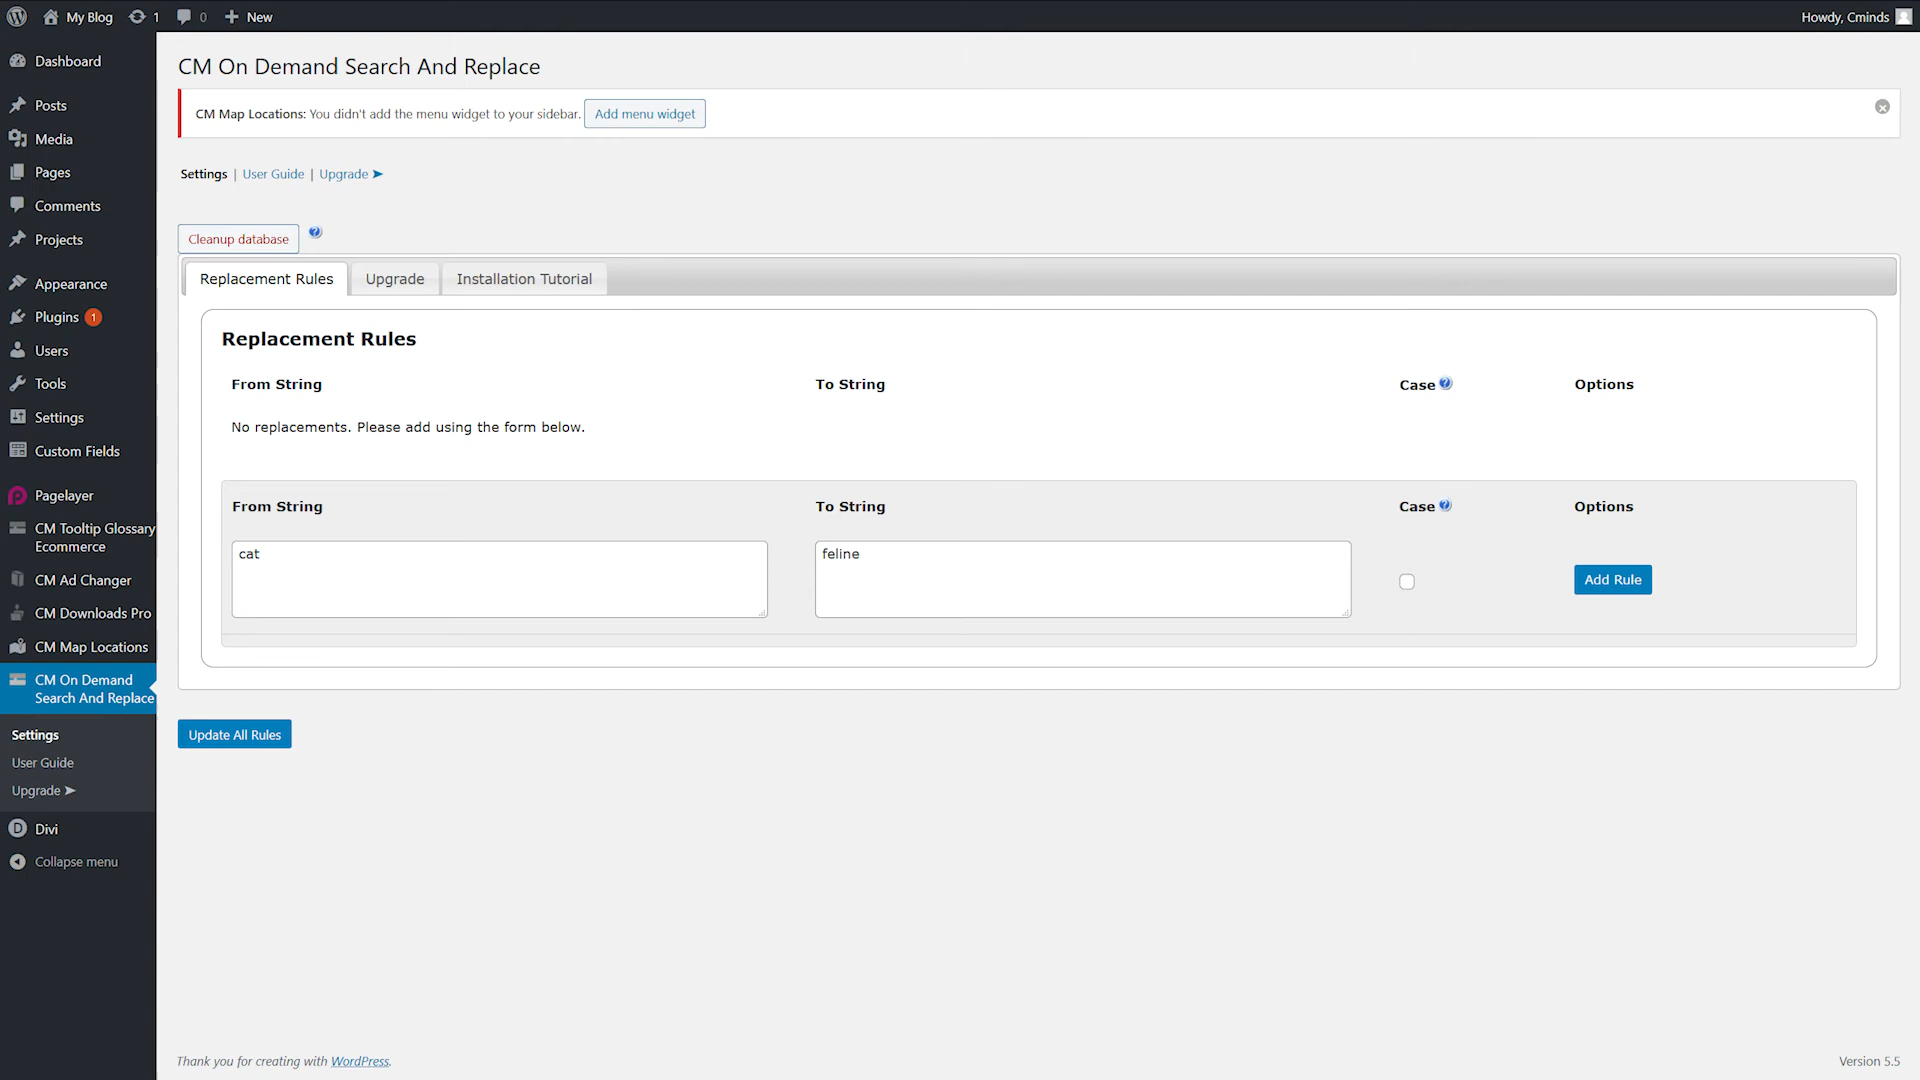 My Blog 1 0 New Howdy, Cminds
Dashboard
Posts
Media
Pages
Comments
Projects
Appearance
Plugins 1
Users
Tools
Settings
Custom Fields
Pagelayer
CM Tooltip Glossary
Ecommerce
CM Ad Changer
CM Downloads Pro
CM Map Locations
CM On Demand
Search And Replace
Settings
User Guide
Upgrade ➤
Divi
Collapse menu
CM On Demand Search And Replace
CM Map Locations: You didn't add the menu widget to your sidebar. Add menu widget
Settings | User Guide | Upgrade ➤
Cleanup database ?
Replacement Rules Upgrade Installation Tutorial
Replacement Rules
From String To String Case ? Options
No replacements. Please add using the form below.
From String To String Case ? Options
cat feline
Add Rule
Update All Rules
Thank you for creating with WordPress. Version 5.5